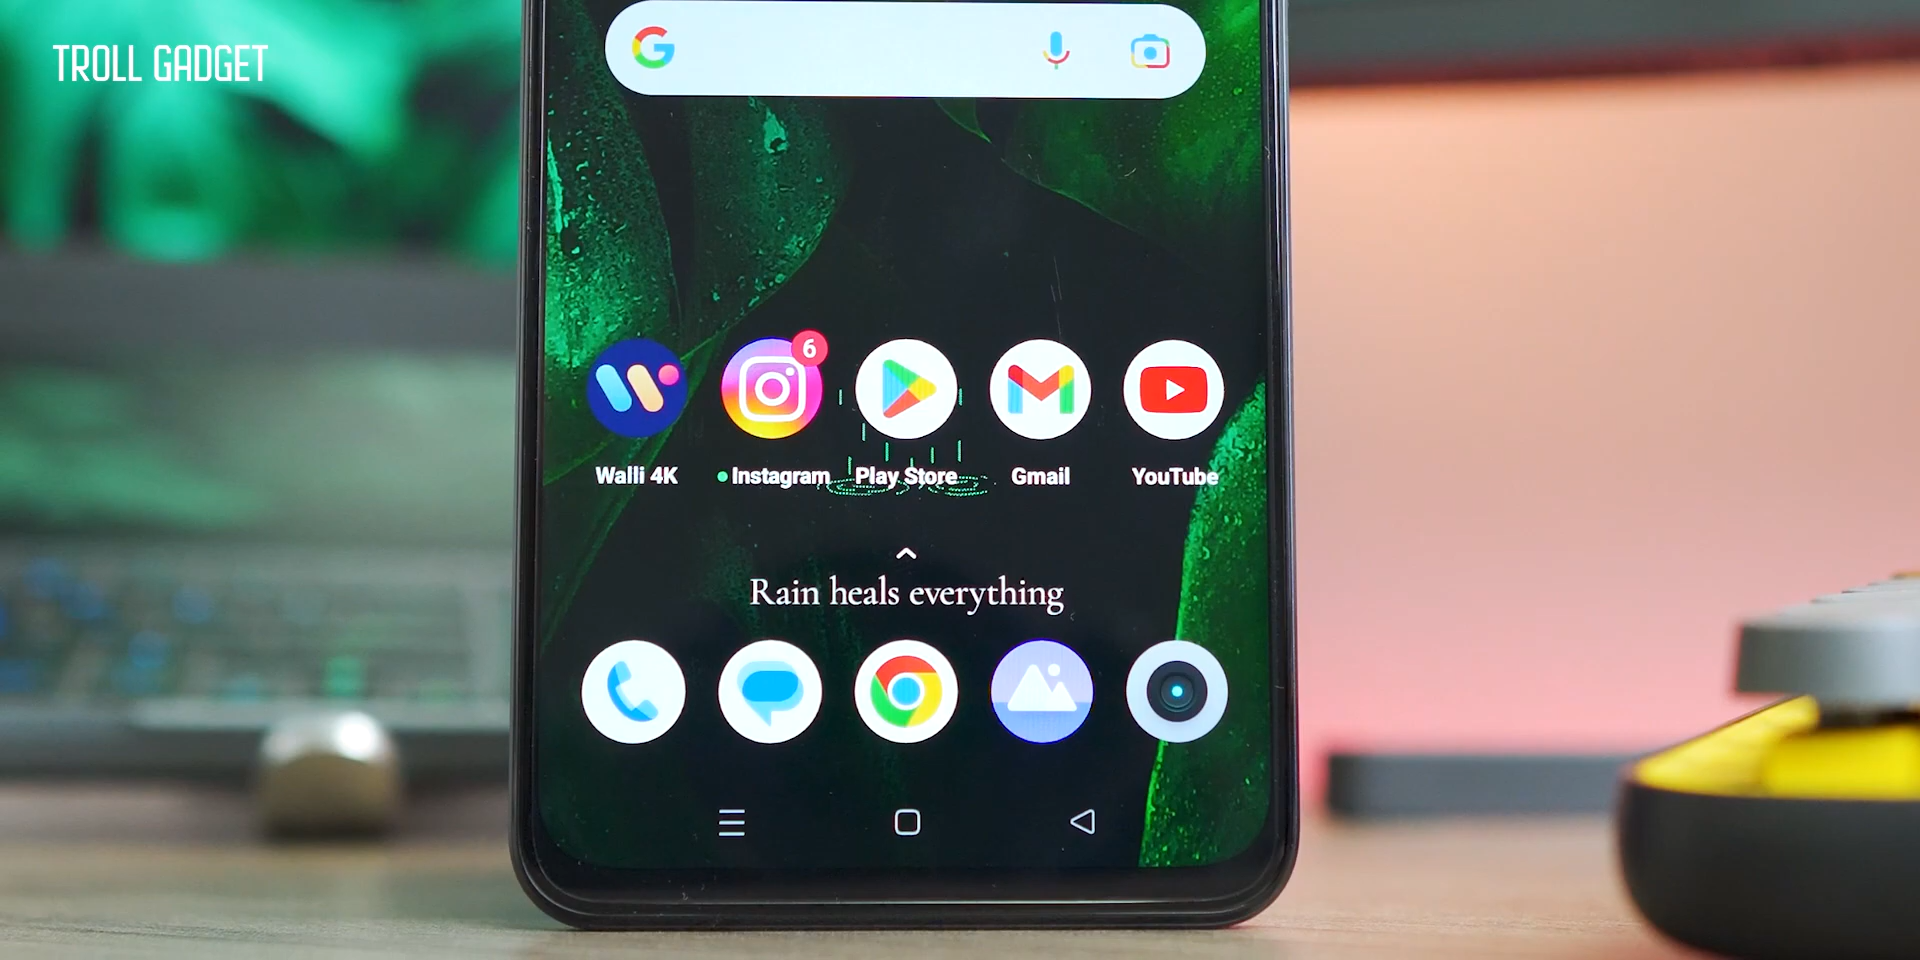 TROLL GADGET
6
Walli 4K
Instagram
Play Store
Gmail
YouTube
Rain heals everything